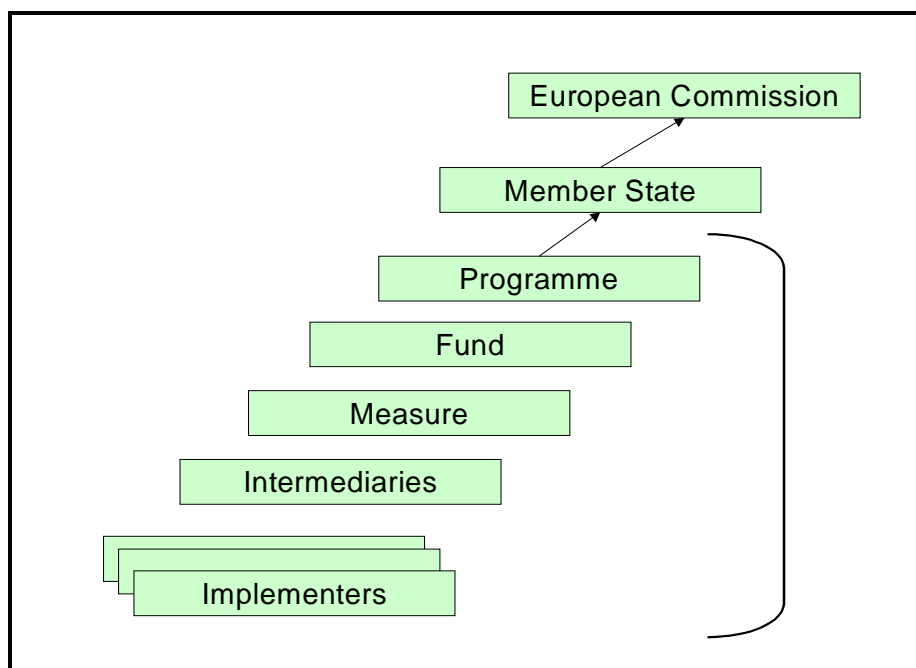 European Commission
Member State
Programme
Fund
Measure
Intermediaries
Implementers